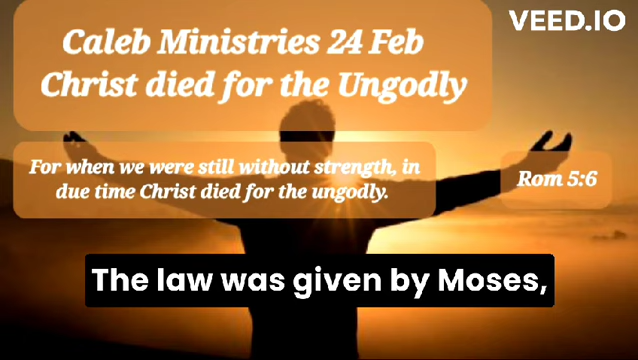 VEED.IO
Caleb Ministries 24 Feb
Christ died for the Ungodly
For when we were still without strength, in
due time Christ died for the ungodly.
Rom 5:6
The law was given by Moses,